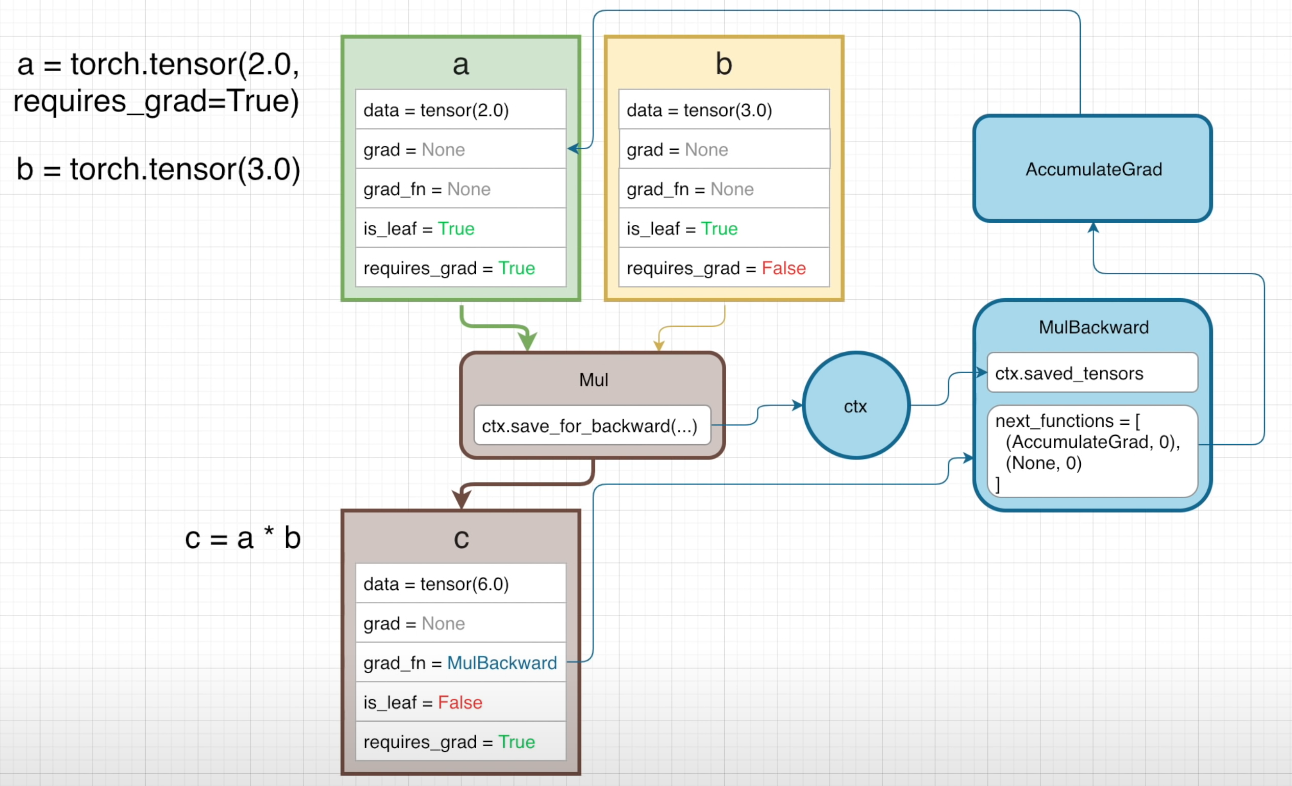 a = torch.tensor(2.0,
requires_grad=True)
b = torch.tensor(3.0)
a
data = tensor(2.0)
grad = None
grad_fn = None
is_leaf = True
requires_grad = True
b
data = tensor(3.0)
grad = None
grad_fn = None
is_leaf = True
requires_grad = False
AccumulateGrad
Mul
ctx.save_for_backward(...)
ctx
MulBackward
ctx.saved_tensors
next_functions = [
(AccumulateGrad, 0),
(None, 0)
]
c = a * b
c
data = tensor(6.0)
grad = None
grad_fn = MulBackward
is_leaf = False
requires_grad = True